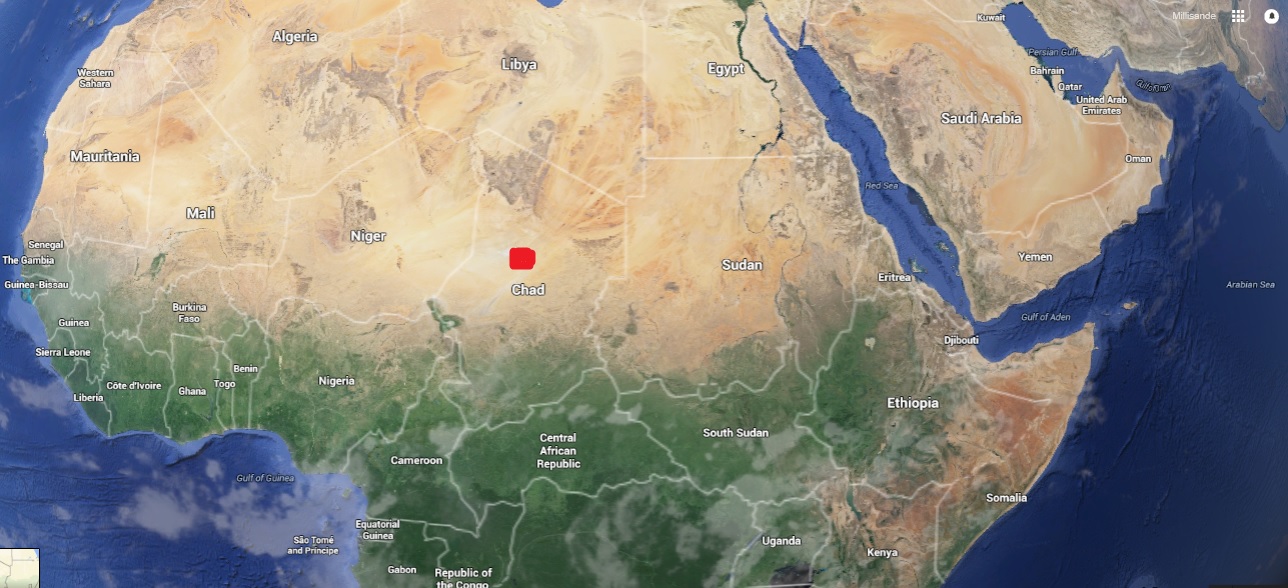 Millisande
Kuwait
Algeria
Persian Gulf
Libya
Egypt
Bahrain
Western
Sahara
Qatar
United Arab
Emirates
Saudi Arabia
Mauritania
Oman
Red Sea
Mali
Niger
Senegal
Yemen
The Gambia
Sudan
Eritrea
Guinea-Bissau
Arabian Sea
Chad
Burkina
Faso
Gulf of Aden
Guinea
Djibouti
Sierra Leone
Benin
Nigeria
Togo
Côte d'Ivoire
Ghana
Liberia
Ethiopia
South Sudan
Central
African
Republic
Cameroon
Gulf of Guinea
Somalia
Equatorial
Guinea
São Tomé
and Príncipe
Uganda
Kenya
Gabon
Republic of
the Congo